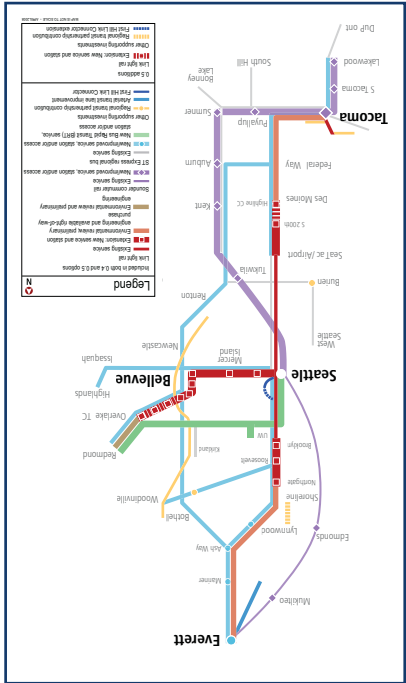 Everett
Mukilteo
Mariner
Ash Way
Edmonds
Lynnwood
Bothell
Shoreline
Woodinville
Northgate
Roosevelt
Redmond
Brooklyn
Kirkland
UW
Overlake TC
Highlands
Seattle
Bellevue
Mercer
Island
Issaquah
Newcastle
West
Seattle
Renton
Burien
Tukwila
Legend
N
SeaTac/Airport
Included in both 0.4 and 0.5 options
Link light rail
Existing service
Extension: New service and station
Environmental review, preliminary
engineering and available right-of-way
purchase
Environmental review and preliminary
engineering
Sounder commuter rail
Existing service
New/improved service, station and/or access
ST Express regional bus
Existing service
New/improved service, station and/or access
New Bus Rapid Transit (BRT) service,
station and/or access
Other supporting investments
Regional transit partnership contribution
Arterial transit lane improvement
First Hill Link Connector
0.5 additions
Link light rail
Extension: New service and station
Other supporting investments
Regional transit partnership contribution
First Hill Link Connector extension
S 200th
Highline CC
Des Moines
Kent
Federal Way
Auburn
Tacoma
Puyallup
Sumner
S Tacoma
South Hill
Bonney
Lake
Lakewood
DuPont